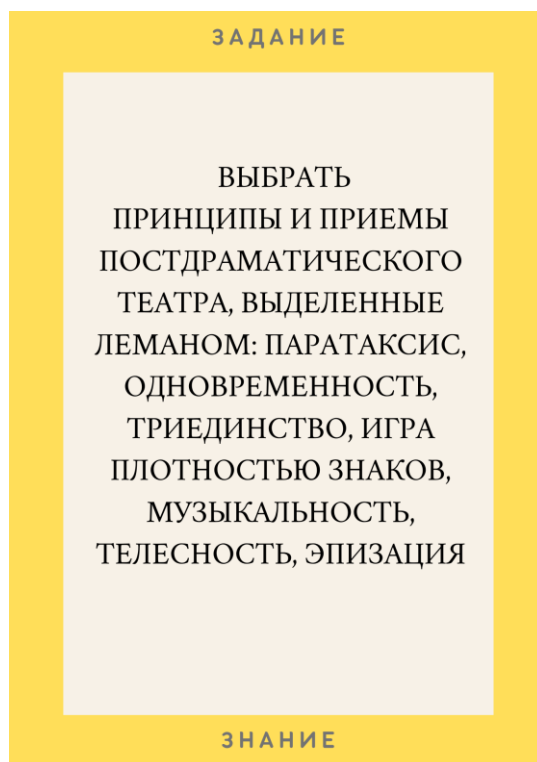 ЗАДАНИЕ
ВЫБРАТЬ
ПРИНЦИПЫ И ПРИЕМЫ
ПОСТДРАМАТИЧЕСКОГО
ТЕАТРА, ВЫДЕЛЕННЫЕ
ЛЕМАНОМ: ПАРАТАКСИС,
ОДНОВРЕМЕННОСТЬ,
ТРИЕДИНСТВО, ИГРА
ПЛОТНОСТЬЮ ЗНАКОВ,
МУЗЫКАЛЬНОСТЬ,
ТЕЛЕСНОСТЬ, ЭПИЗАЦИЯ
ЗНАНИЕ